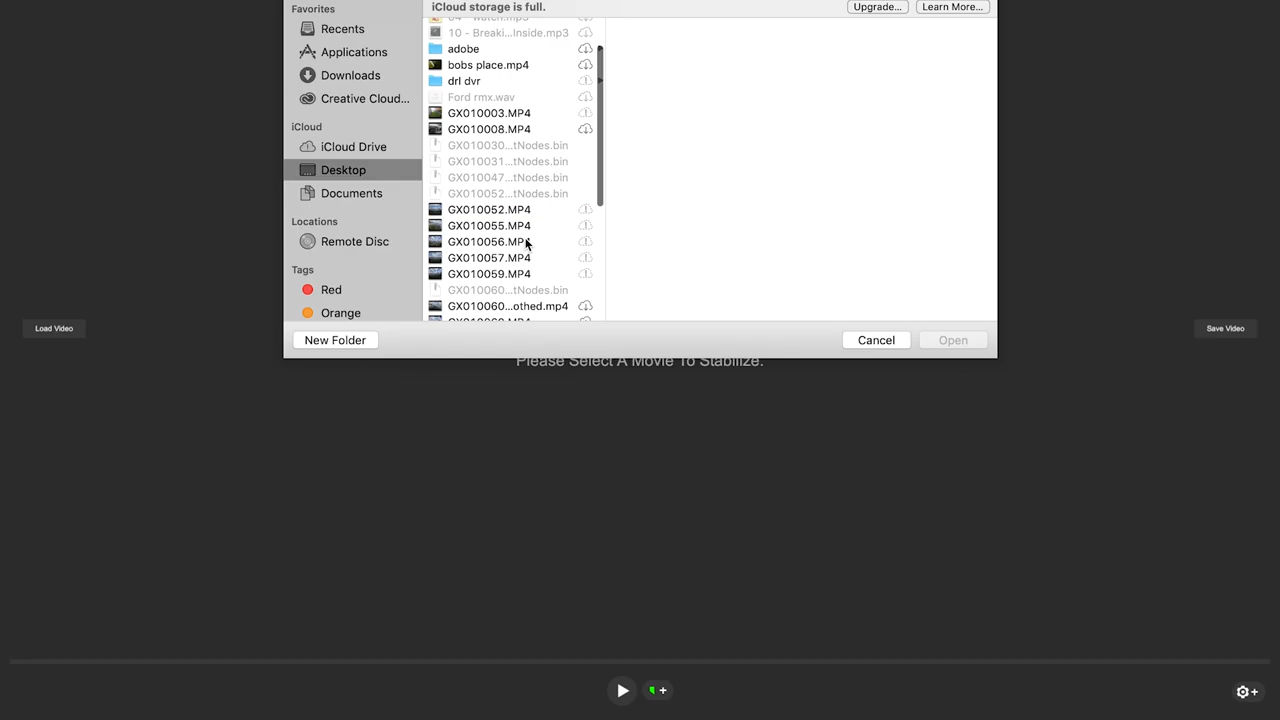 Favorites
Recents
Applications
Downloads
Creative Cloud...
iCloud
iCloud Drive
Desktop
Documents
Locations
Remote Disc
Tags
Red
Orange
iCloud storage is full.
Upgrade...
Learn More...
10 - Breaki...Inside.mp3
adobe
bobs place.mp4
drl dvr
Ford rmx.wav
GX010003.MP4
GX010008.MP4
GX010030...tNodes.bin
GX010031...tNodes.bin
GX010047...tNodes.bin
GX010052...tNodes.bin
GX010052.MP4
GX010055.MP4
GX010056.MP4
GX010057.MP4
GX010059.MP4
GX010060...tNodes.bin
GX010060...othed.mp4
New Folder
Cancel
Open
Load Video
Save Video
Please Select A Movie To Stabilize.